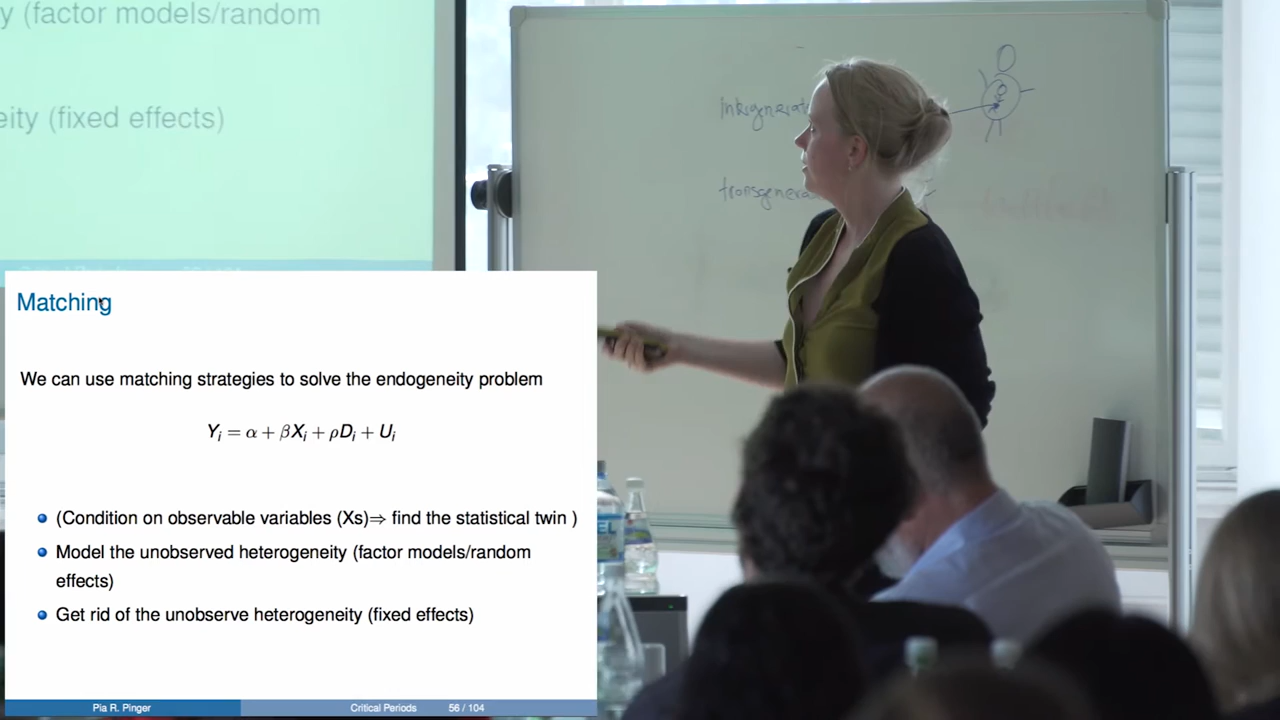 y (factor models/random
eity (fixed effects)
Matching
We can use matching strategies to solve the endogeneity problem
Yᵢ = α + βXᵢ + ρDᵢ + Uᵢ
(Condition on observable variables (Xs)⇒ find the statistical twin )
Model the unobserved heterogeneity (factor models/random
effects)
Get rid of the unobserve heterogeneity (fixed effects)
Pia R. Pinger Critical Periods 56 / 104